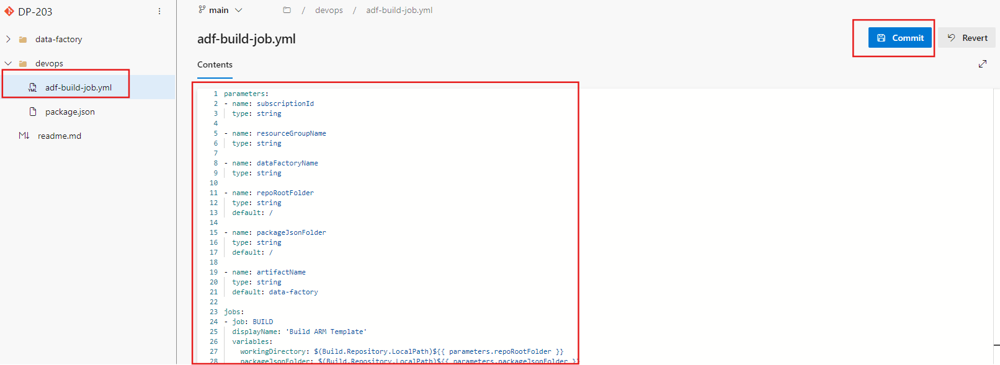 DP-203
data-factory
devops
adf-build-job.yml
package.json
readme.md
main
/ devops / adf-build-job.yml
adf-build-job.yml
Commit
Revert
Contents
1 parameters:
2 - name: subscriptionId
3 type: string
4
5 - name: resourceGroupName
6 type: string
7
8 - name: dataFactoryName
9 type: string
10
11 - name: repoRootFolder
12 type: string
13 default: /
14
15 - name: packageJsonFolder
16 type: string
17 default: /
18
19 - name: artifactName
20 type: string
21 default: data-factory
22
23 jobs:
24 - job: BUILD
25 displayName: 'Build ARM Template'
26 variables:
27 workingDirectory: $(Build.Repository.LocalPath)${{ parameters.repoRootFolder }}
28 packageJsonFolder: $(Build.Repository.LocalPath)${{ parameters.packageJsonFolder }}